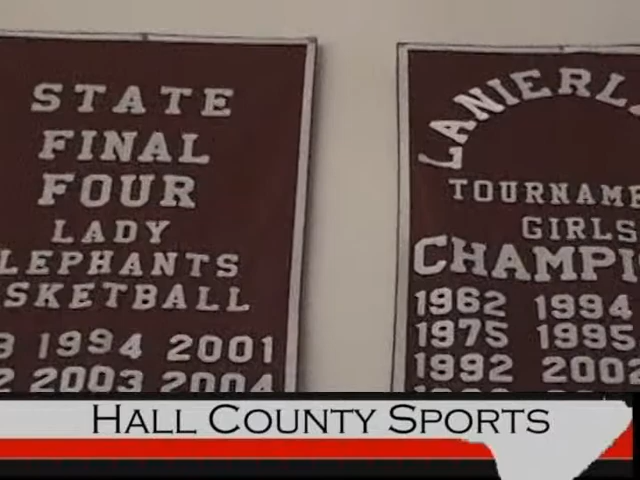 STATE
FINAL
FOUR
LADY
LEPHANTS
SKETBALL
1994 2001
2003 2004
LANIERL
TOURNAME
GIRLS
CHAMPI
1962 1994
1975 1995
1992 2002
HALL COUNTY SPORTS